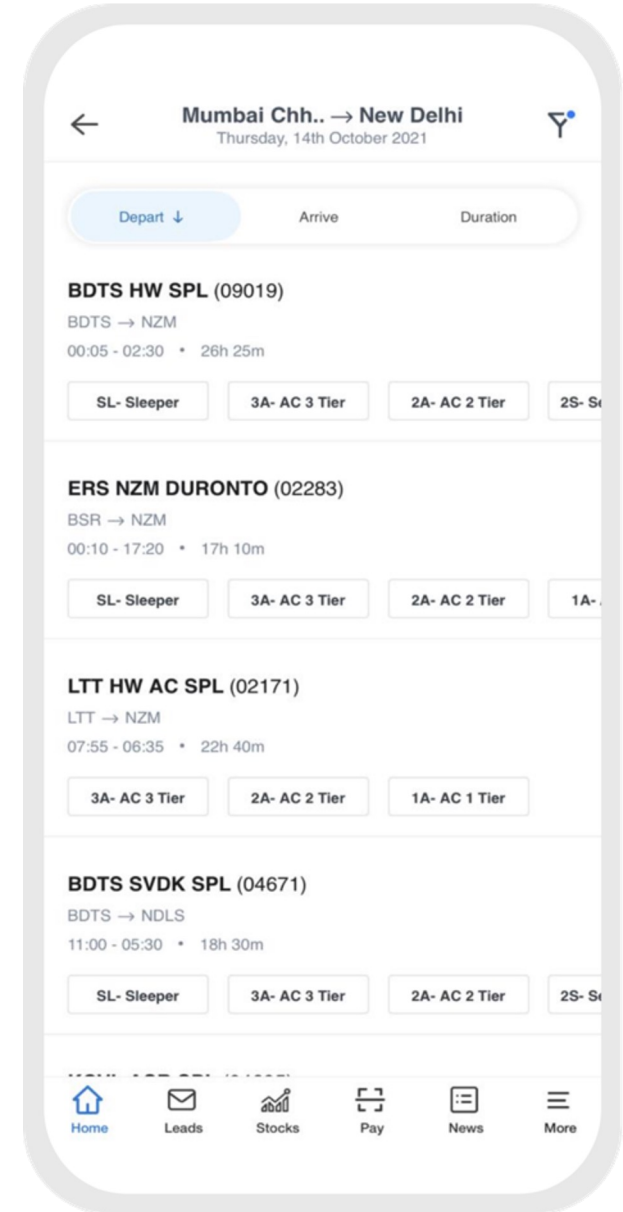 Mumbai Chh.. → New Delhi
Thursday, 14th October 2021
Depart ↓ Arrive Duration
BDTS HW SPL (09019)
BDTS → NZM
00:05 - 02:30 • 26h 25m
SL- Sleeper 3A- AC 3 Tier 2A- AC 2 Tier 2S- Se
ERS NZM DURONTO (02283)
BSR → NZM
00:10 - 17:20 • 17h 10m
SL- Sleeper 3A- AC 3 Tier 2A- AC 2 Tier 1A-
LTT HW AC SPL (02171)
LTT → NZM
07:55 - 06:35 • 22h 40m
3A- AC 3 Tier 2A- AC 2 Tier 1A- AC 1 Tier
BDTS SVDK SPL (04671)
BDTS → NDLS
11:00 - 05:30 • 18h 30m
SL- Sleeper 3A- AC 3 Tier 2A- AC 2 Tier 2S- Se
Home Leads Stocks Pay News More